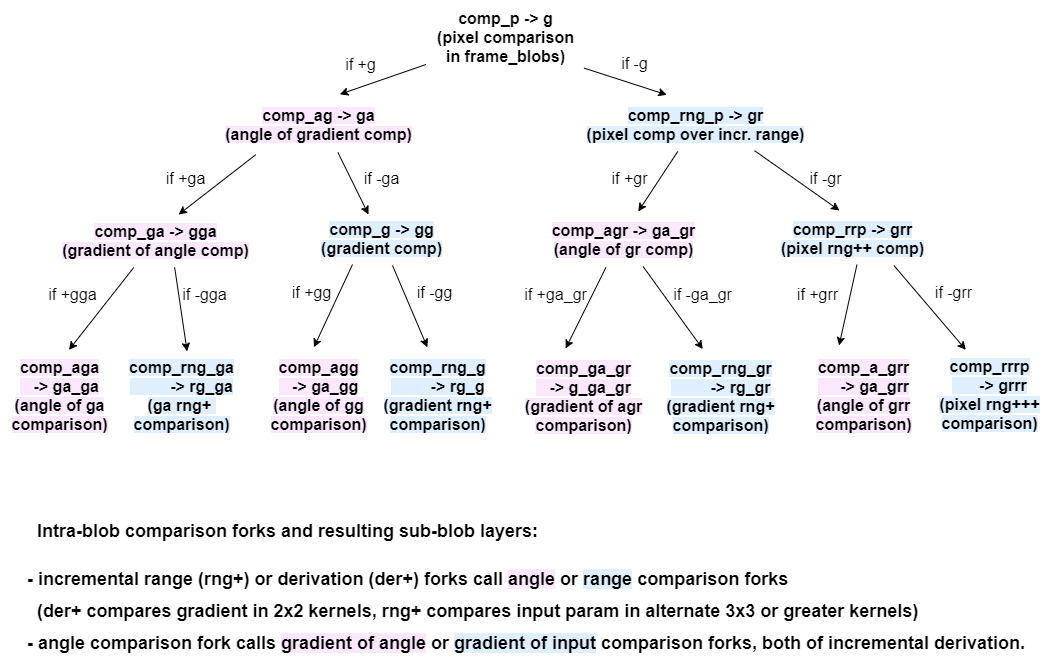 comp_p -> g
(pixel comparison
in frame_blobs)
if +g
if -g
comp_ag -> ga
(angle of gradient comp)
comp_rng_p -> gr
(pixel comp over incr. range)
if +ga
if -ga
if +gr
if -gr
comp_ga -> gga
(gradient of angle comp)
comp_g -> gg
(gradient comp)
comp_agr -> ga_gr
(angle of gr comp)
comp_rrp -> grr
(pixel rng++ comp)
if +gga
if -gga
if +gg
if -gg
if +ga_gr
if -ga_gr
if +grr
if -grr
comp_aga
-> ga_ga
(angle of ga
comparison)
comp_rng_ga
-> rg_ga
(ga rng+
comparison)
comp_agg
-> ga_gg
(angle of gg
comparison)
comp_rng_g
-> rg_g
(gradient rng+
comparison)
comp_ga_gr
-> g_ga_gr
(gradient of agr
comparison)
comp_rng_gr
-> rg_gr
(gradient rng+
comparison)
comp_a_grr
-> ga_grr
(angle of grr
comparison)
comp_rrrp
-> grrr
(pixel rng+++
comparison)
Intra-blob comparison forks and resulting sub-blob layers:
- incremental range (rng+) or derivation (der+) forks call angle or range comparison forks
(der+ compares gradient in 2x2 kernels, rng+ compares input param in alternate 3x3 or greater kernels)
- angle comparison fork calls gradient of angle or gradient of input comparison forks, both of incremental derivation.